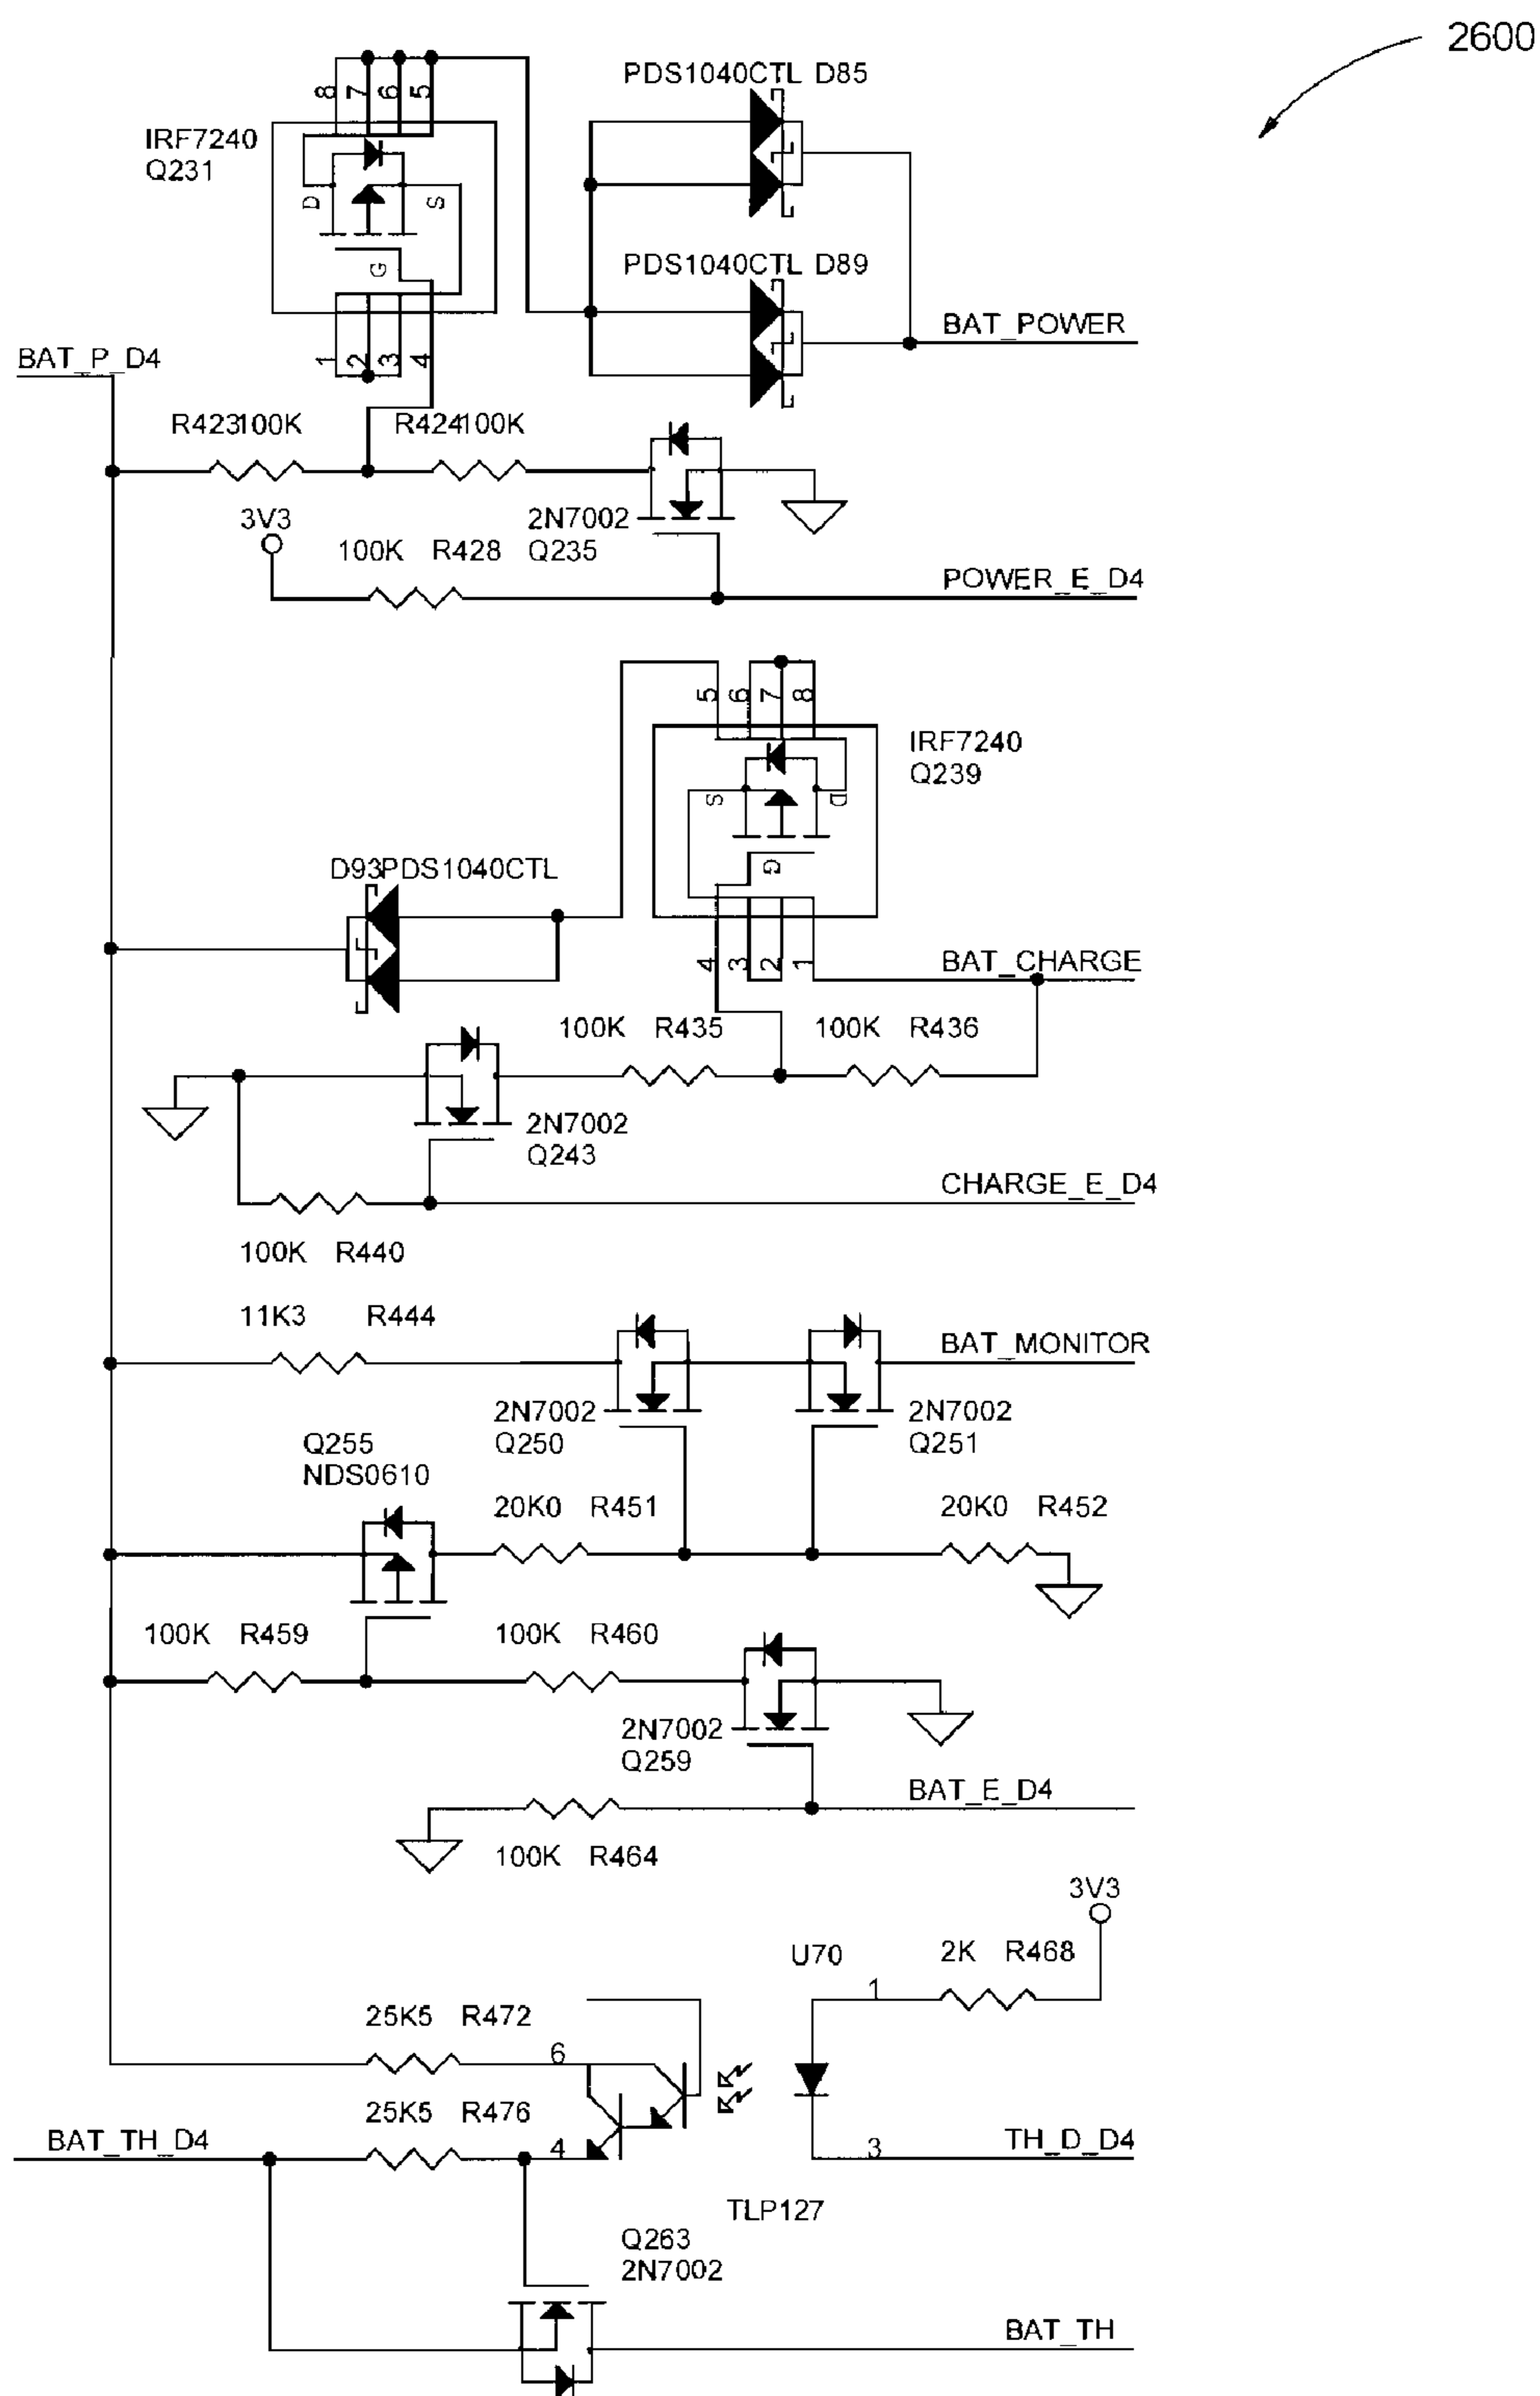 2600
PDS1040CTL D85
8 7 6 5
IRF7240
Q231
D S
G
PDS1040CTL D89
BAT_POWER
1 2 3 4
BAT_P_D4
R423100K R424100K
3V3
2N7002
Q235
100K R428
POWER_E_D4
5 6 7 8
IRF7240
Q239
S D
G
D93PDS1040CTL
4 3 2 1
BAT_CHARGE
100K R435 100K R436
2N7002
Q243
CHARGE_E_D4
100K R440
11K3 R444
BAT_MONITOR
2N7002
Q250
2N7002
Q251
Q255
NDS0610
20K0 R451 20K0 R452
100K R459 100K R460
2N7002
Q259
BAT_E_D4
100K R464
3V3
U70 2K R468
1
25K5 R472
6
25K5 R476
BAT_TH_D4
4
3
TH_D_D4
TLP127
Q263
2N7002
BAT_TH